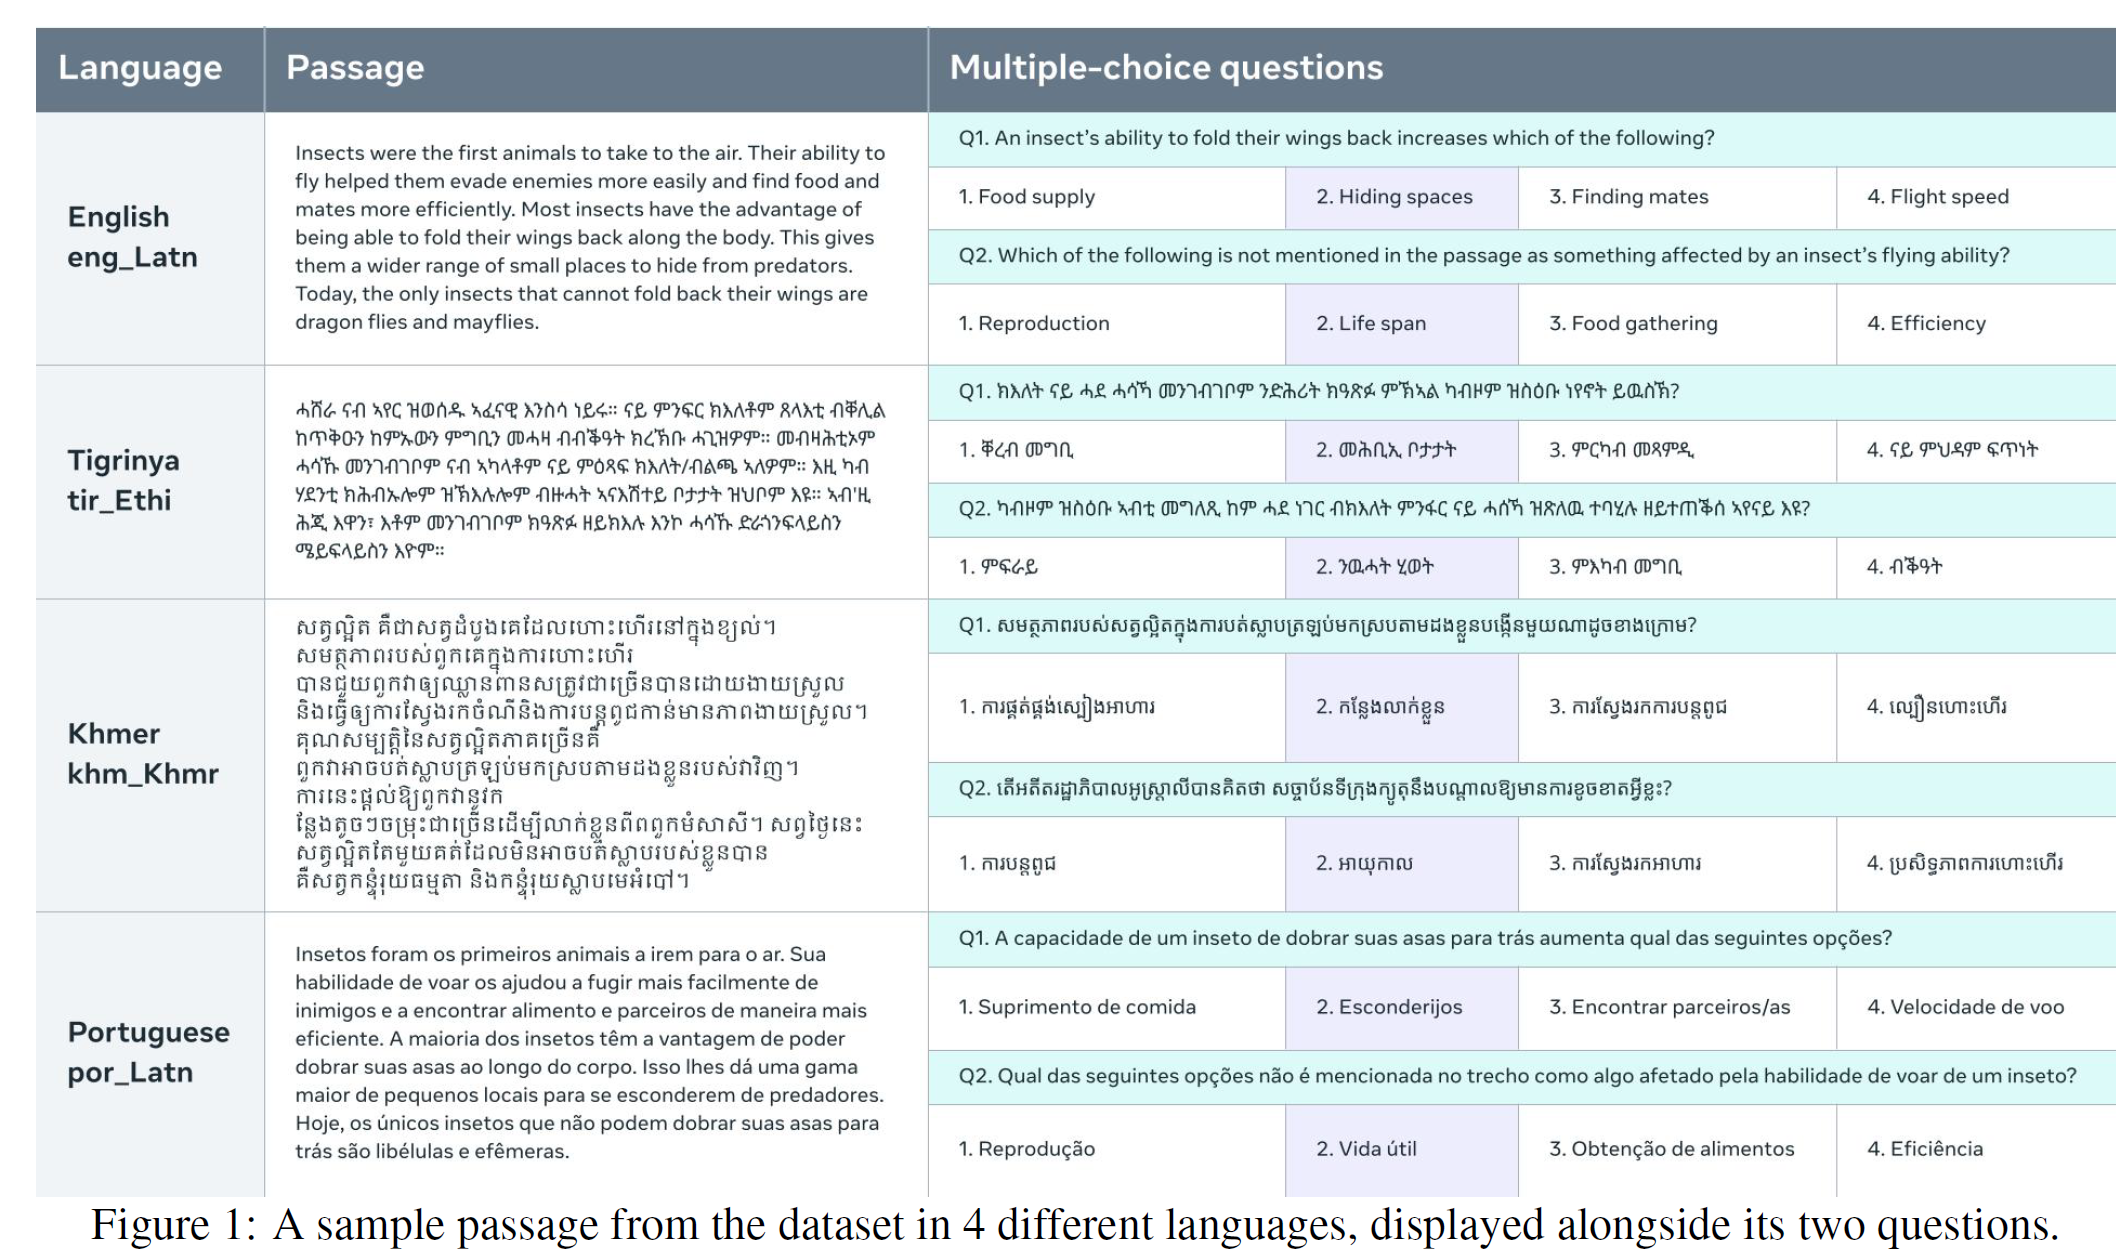 Language Passage Multiple-choice questions
English
eng_Latn
Insects were the first animals to take to the air. Their ability to
fly helped them evade enemies more easily and find food and
mates more efficiently. Most insects have the advantage of
being able to fold their wings back along the body. This gives
them a wider range of small places to hide from predators.
Today, the only insects that cannot fold back their wings are
dragon flies and mayflies.
Q1. An insect's ability to fold their wings back increases which of the following?
1. Food supply 2. Hiding spaces 3. Finding mates 4. Flight speed
Q2. Which of the following is not mentioned in the passage as something affected by an insect's flying ability?
1. Reproduction 2. Life span 3. Food gathering 4. Efficiency
Tigrinya
tir_Ethi
ሓሸራ ናብ ኣየር ዝወሰዱ ኣፈናዊ እንስሳ ነይሩ። ናይ ምንፍር ክእለቶም ጸላእቲ ብቐሊል
ከጥቅዑን ከምኡውን ምግቢን መሓዛ ብብቕዓት ክረኽቡ ሓጊዝዎም። መብዛሕቲኦም
ሓሳኹ መንገብገቦም ናብ ኣካላቶም ናይ ምዕጻፍ ክእለት/ብልጫ ኣለዎም። እዚ ካብ
ሃደንቲ ክሕብኡሎም ዝኽእሉሎም ብዙሓት ኣናእሽተይ ቦታታት ዝህቦም እዩ። ኣብ'ዚ
ሕጂ እዋን፣ እቶም መንገብገቦም ክዓጽፉ ዘይክእሉ እንኮ ሓሳኹ ድራጎንፍላይስን
ሜይፍላይስን እዮም።
Q1. ክእለት ናይ ሓደ ሓሳኻ መንገብገቦም ንድሕሪት ክዓጽፉ ምኽኣል ካብዞም ዝስዕቡ ነየኖት ይዉስኽ?
1. ቐረብ መግቢ 2. መሕቢኢ ቦታታት 3. ምርካብ መጻምዲ 4. ናይ ምህዳም ፍጥነት
Q2. ካብዞም ዝስዕቡ ኣብቲ መግለጺ ከም ሓደ ነገር ብክእለት ምንፋር ናይ ሓሰኻ ዝጽለዉ ተባሂሉ ዘይተጠቕሰ ኣየናይ እዩ?
1. ምፍራይ 2. ንዉሓት ሂወት 3. ምእካብ መግቢ 4. ብቕዓት
Khmer
khm_Khmr
សត្វល្អិត គឺជាសត្វដំបូងគេដែលហោះហើរនៅក្នុងខ្យល់។
សមត្ថភាពរបស់ពួកគេក្នុងការហោះហើរ
បានជួយពួកវាឲ្យឈ្លានពានសត្រូវជាច្រើនបានដោយងាយស្រួល
និងធ្វើឲ្យការស្វែងរកចំណីនិងការបន្តពូជកាន់មានភាពងាយស្រួល។
គុណសម្បត្តិនៃសត្វល្អិតភាគច្រើនគឺ
ពួកវាអាចបត់ស្លាបត្រឡប់មកស្របតាមដងខ្លួនរបស់វាវិញ។
ការនេះផ្តល់ឱ្យពួកវានូវក
ន្លែងតូចៗចម្រុះជាច្រើនដើម្បីលាក់ខ្លួនពីពពួកមំសាសី។ សព្វថ្ងៃនេះ
សត្វល្អិតតែមួយគត់ដែលមិនអាចបត់ស្លាបរបស់ខ្លួនបាន
គឺសត្វកន្ទុំរុយធម្មតា និងកន្ទុំរុយស្លាបមេអំបៅ។
Q1. សមត្ថភាពរបស់សត្វល្អិតក្នុងការបត់ស្លាបត្រឡប់មកស្របតាមដងខ្លួនបង្កើនមួយណាដូចខាងក្រោម?
1. ការផ្គត់ផ្គង់ស្បៀងអាហារ 2. កន្លែងលាក់ខ្លួន 3. ការស្វែងរកការបន្តពូជ 4. ល្បឿនហោះហើរ
Q2. តើអតីតរដ្ឋាភិបាលអូស្ត្រាលីបានគិតថា សច្ចាប័នទីក្រុងក្យូតុនឹងបណ្តាលឱ្យមានការខូចខាតអ្វីខ្លះ?
1. ការបន្តពូជ 2. អាយុកាល 3. ការស្វែងរកអាហារ 4. ប្រសិទ្ធភាពការហោះហើរ
Portuguese
por_Latn
Insetos foram os primeiros animais a irem para o ar. Sua
habilidade de voar os ajudou a fugir mais facilmente de
inimigos e a encontrar alimento e parceiros de maneira mais
eficiente. A maioria dos insetos têm a vantagem de poder
dobrar suas asas ao longo do corpo. Isso lhes dá uma gama
maior de pequenos locais para se esconderem de predadores.
Hoje, os únicos insetos que não podem dobrar suas asas para
trás são libélulas e efêmeras.
Q1. A capacidade de um inseto de dobrar suas asas para trás aumenta qual das seguintes opções?
1. Suprimento de comida 2. Esconderijos 3. Encontrar parceiros/as 4. Velocidade de voo
Q2. Qual das seguintes opções não é mencionada no trecho como algo afetado pela habilidade de voar de um inseto?
1. Reprodução 2. Vida útil 3. Obtenção de alimentos 4. Eficiência
Figure 1: A sample passage from the dataset in 4 different languages, displayed alongside its two questions.